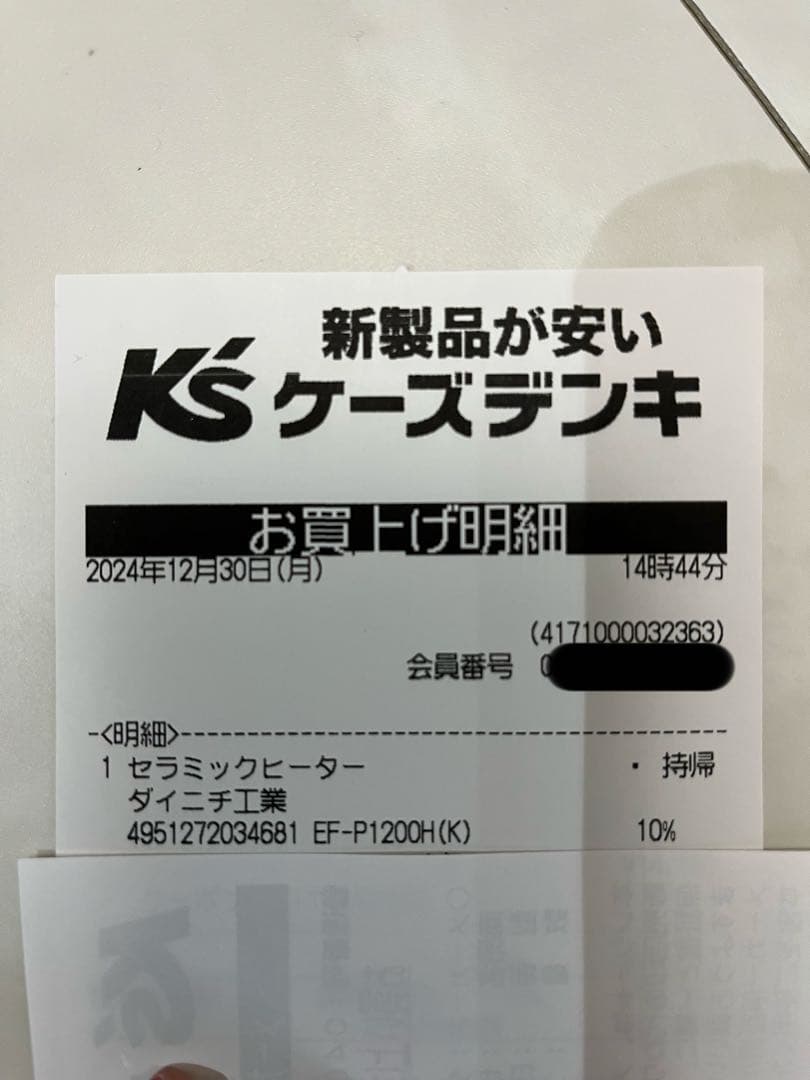 新製品が安い
K's ケーズデンキ
お買上げ明細
2024年12月30日(月) 14時44分
(4171000032363)
会員番号 0
-<明細>--------------------------------
1 セラミックヒーター ・ 持帰
ダイニチ工業
4951272034681 EF-P1200H(K) 10%